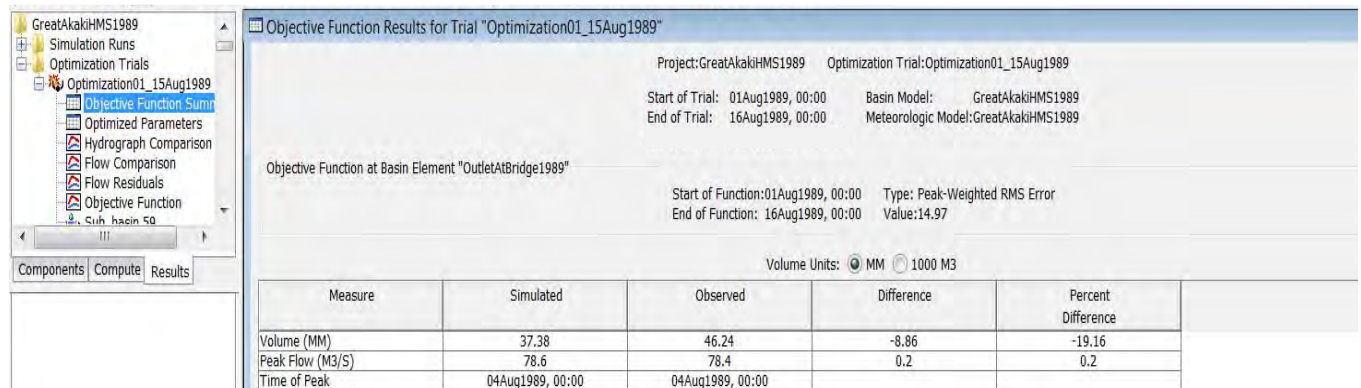 GreatAkakiHMS1989
Simulation Runs
Optimization Trials
Optimization01_15Aug1989
Objective Function Sumn
Optimized Parameters
Hydrograph Comparison
Flow Comparison
Flow Residuals
Objective Function
Sub_basin 59
Components Compute Results
Objective Function Results for Trial "Optimization01_15Aug1989"
Project:GreatAkakiHMS1989 Optimization Trial:Optimization01_15Aug1989
Start of Trial: 01Aug1989, 00:00 Basin Model: GreatAkakiHMS1989
End of Trial: 16Aug1989, 00:00 Meteorologic Model:GreatAkakiHMS1989
Objective Function at Basin Element "OutletAtBridge1989"
Start of Function:01Aug1989, 00:00 Type: Peak-Weighted RMS Error
End of Function: 16Aug1989, 00:00 Value:14.97
Volume Units: MM 1000 M3
Measure Simulated Observed Difference Percent
Difference
Volume (MM) 37.38 46.24 -8.86 -19.16
Peak Flow (M3/S) 78.6 78.4 0.2 0.2
Time of Peak 04Aug1989, 00:00 04Aug1989, 00:00